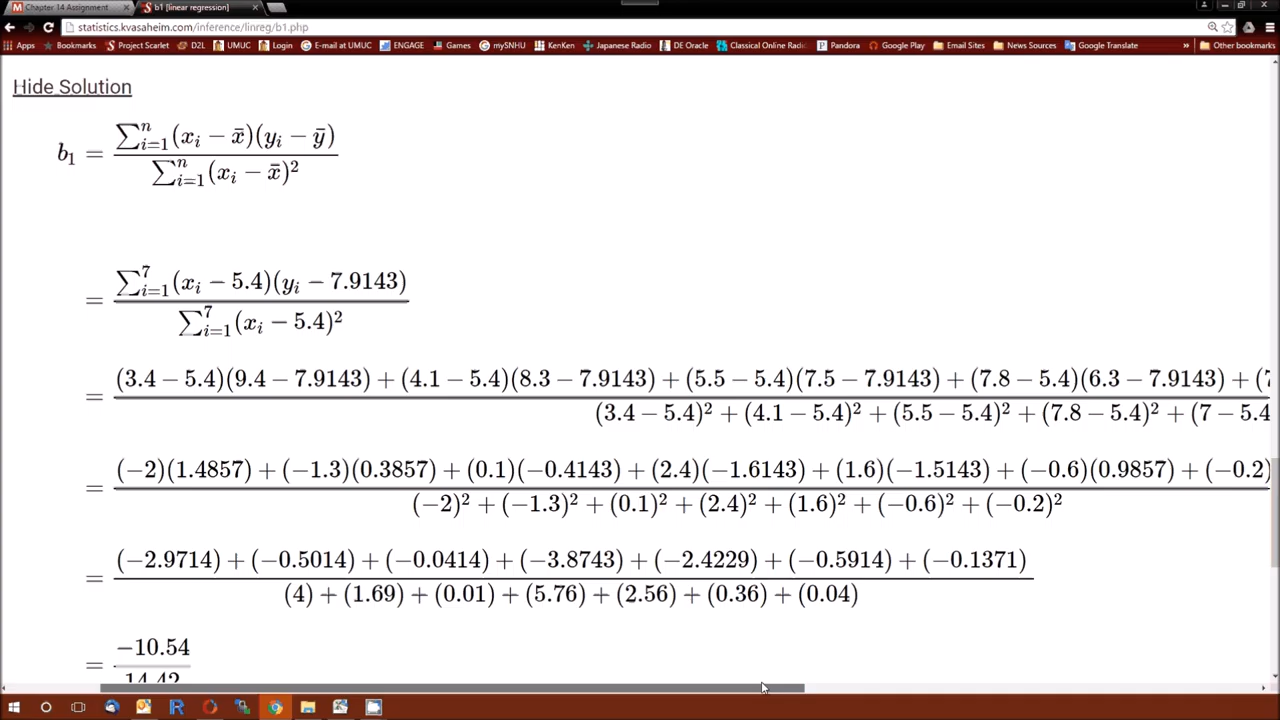 Chapter 14 Assignment
b1 [linear regression]
statistics.kvasaheim.com/inference/linreg/b1.php
Apps Bookmarks Project Scarlet D2L UMUC Login E-mail at UMUC ENGAGE Games mySNHU KenKen Japanese Radio DE Oracle Classical Online Radi Pandora Google Play Email Sites News Sources Google Translate » Other bookmarks
Hide Solution
b₁ = ∑ⁿᵢ₌₁(xᵢ − x̄)(yᵢ − ȳ)
∑ⁿᵢ₌₁(xᵢ − x̄)²
= ∑⁷ᵢ₌₁(xᵢ − 5.4)(yᵢ − 7.9143)
∑⁷ᵢ₌₁(xᵢ − 5.4)²
= (3.4 − 5.4)(9.4 − 7.9143) + (4.1 − 5.4)(8.3 − 7.9143) + (5.5 − 5.4)(7.5 − 7.9143) + (7.8 − 5.4)(6.3 − 7.9143) + (7
(3.4 − 5.4)² + (4.1 − 5.4)² + (5.5 − 5.4)² + (7.8 − 5.4)² + (7 − 5.4
= (−2)(1.4857) + (−1.3)(0.3857) + (0.1)(−0.4143) + (2.4)(−1.6143) + (1.6)(−1.5143) + (−0.6)(0.9857) + (−0.2)
(−2)² + (−1.3)² + (0.1)² + (2.4)² + (1.6)² + (−0.6)² + (−0.2)²
= (−2.9714) + (−0.5014) + (−0.0414) + (−3.8743) + (−2.4229) + (−0.5914) + (−0.1371)
(4) + (1.69) + (0.01) + (5.76) + (2.56) + (0.36) + (0.04)
= −10.54
14.42